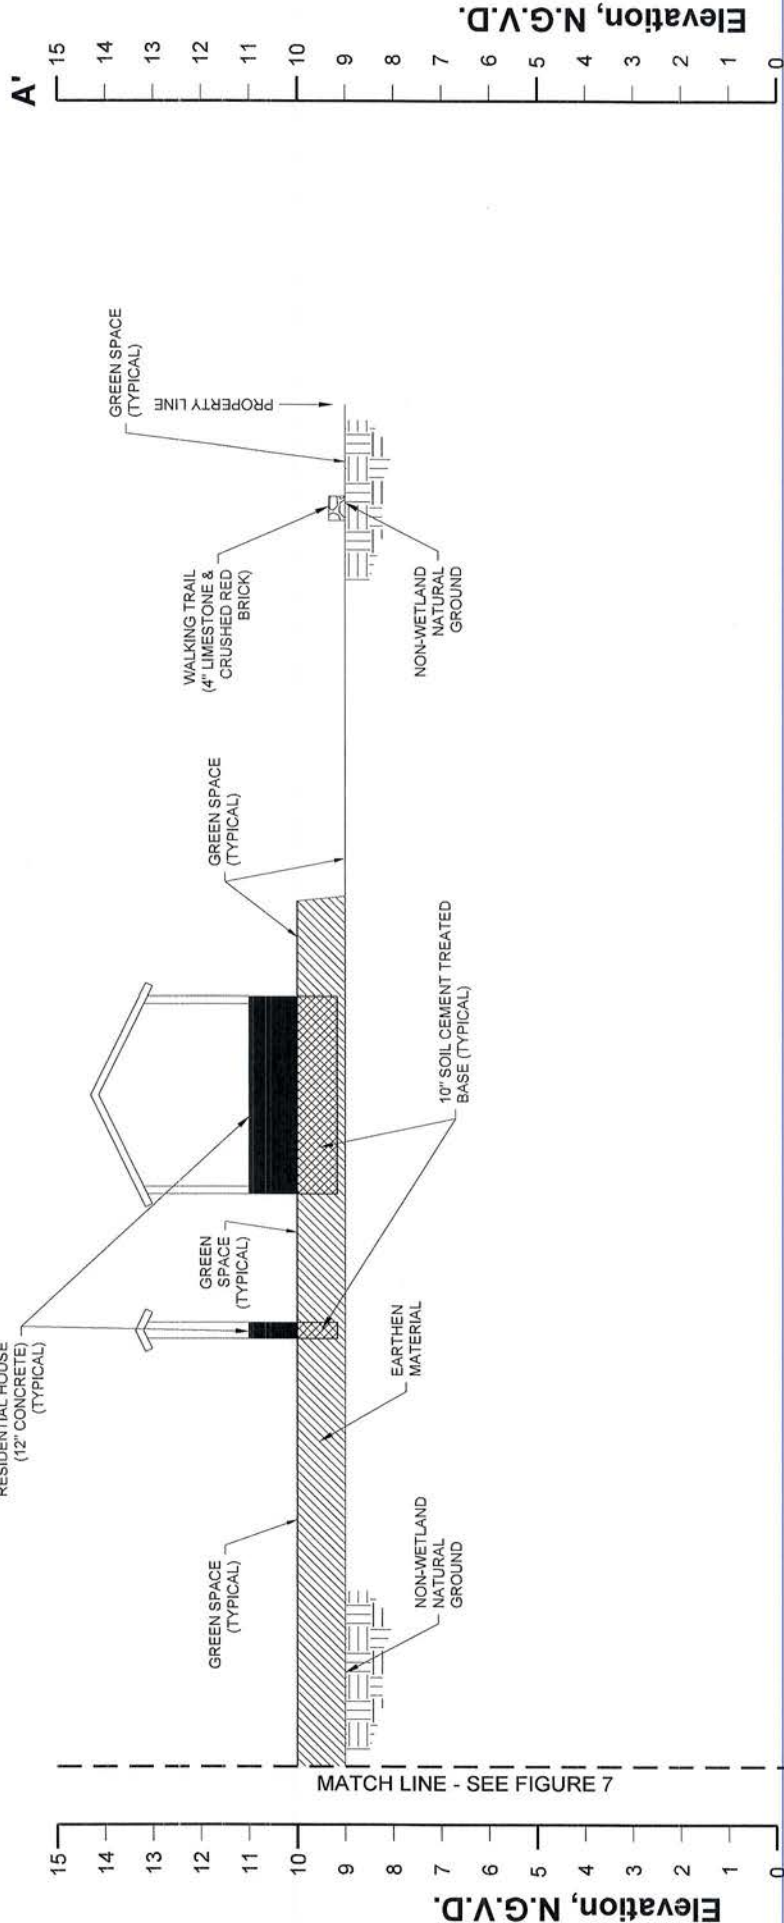 A'
15
14
13
12
11
10
9
8
7
6
5
4
3
2
1
0
Elevation, N.G.V.D.
GREEN SPACE
(TYPICAL)
PROPERTY LINE
WALKING TRAIL
(4" LIMESTONE &
CRUSHED RED
BRICK)
NON-WETLAND
NATURAL
GROUND
GREEN SPACE
(TYPICAL)
10" SOIL CEMENT TREATED
BASE (TYPICAL)
RESIDENTIAL HOUSE
(12" CONCRETE)
(TYPICAL)
GREEN
SPACE
(TYPICAL)
EARTHEN
MATERIAL
GREEN SPACE
(TYPICAL)
NON-WETLAND
NATURAL
GROUND
MATCH LINE - SEE FIGURE 7
15
14
13
12
11
10
9
8
7
6
5
4
3
2
1
0
Elevation, N.G.V.D.